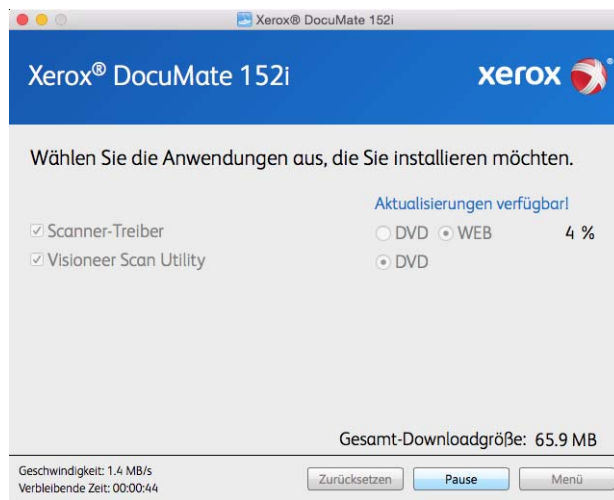 Xerox® DocuMate 152i
Xerox® DocuMate 152i
xerox ®
Wählen Sie die Anwendungen aus, die Sie installieren möchten.
Aktualisierungen verfügbar!
Scanner-Treiber DVD WEB 4 %
Visioneer Scan Utility DVD
Gesamt-Downloadgröße: 65.9 MB
Geschwindigkeit: 1.4 MB/s
Verbleibende Zeit: 00:00:44
Zurücksetzen Pause Menü